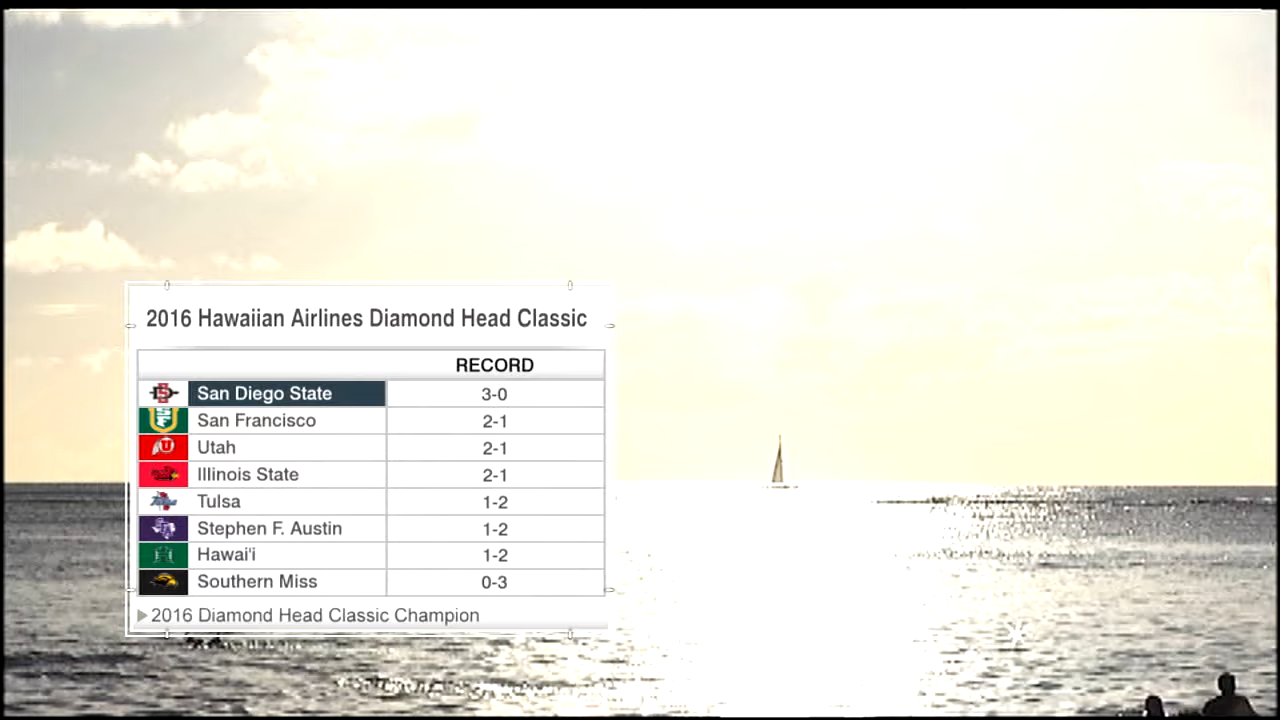 2016 Hawaiian Airlines Diamond Head Classic
RECORD
San Diego State 3-0
San Francisco 2-1
Utah 2-1
Illinois State 2-1
Tulsa 1-2
Stephen F. Austin 1-2
Hawai'i 1-2
Southern Miss 0-3
2016 Diamond Head Classic Champion